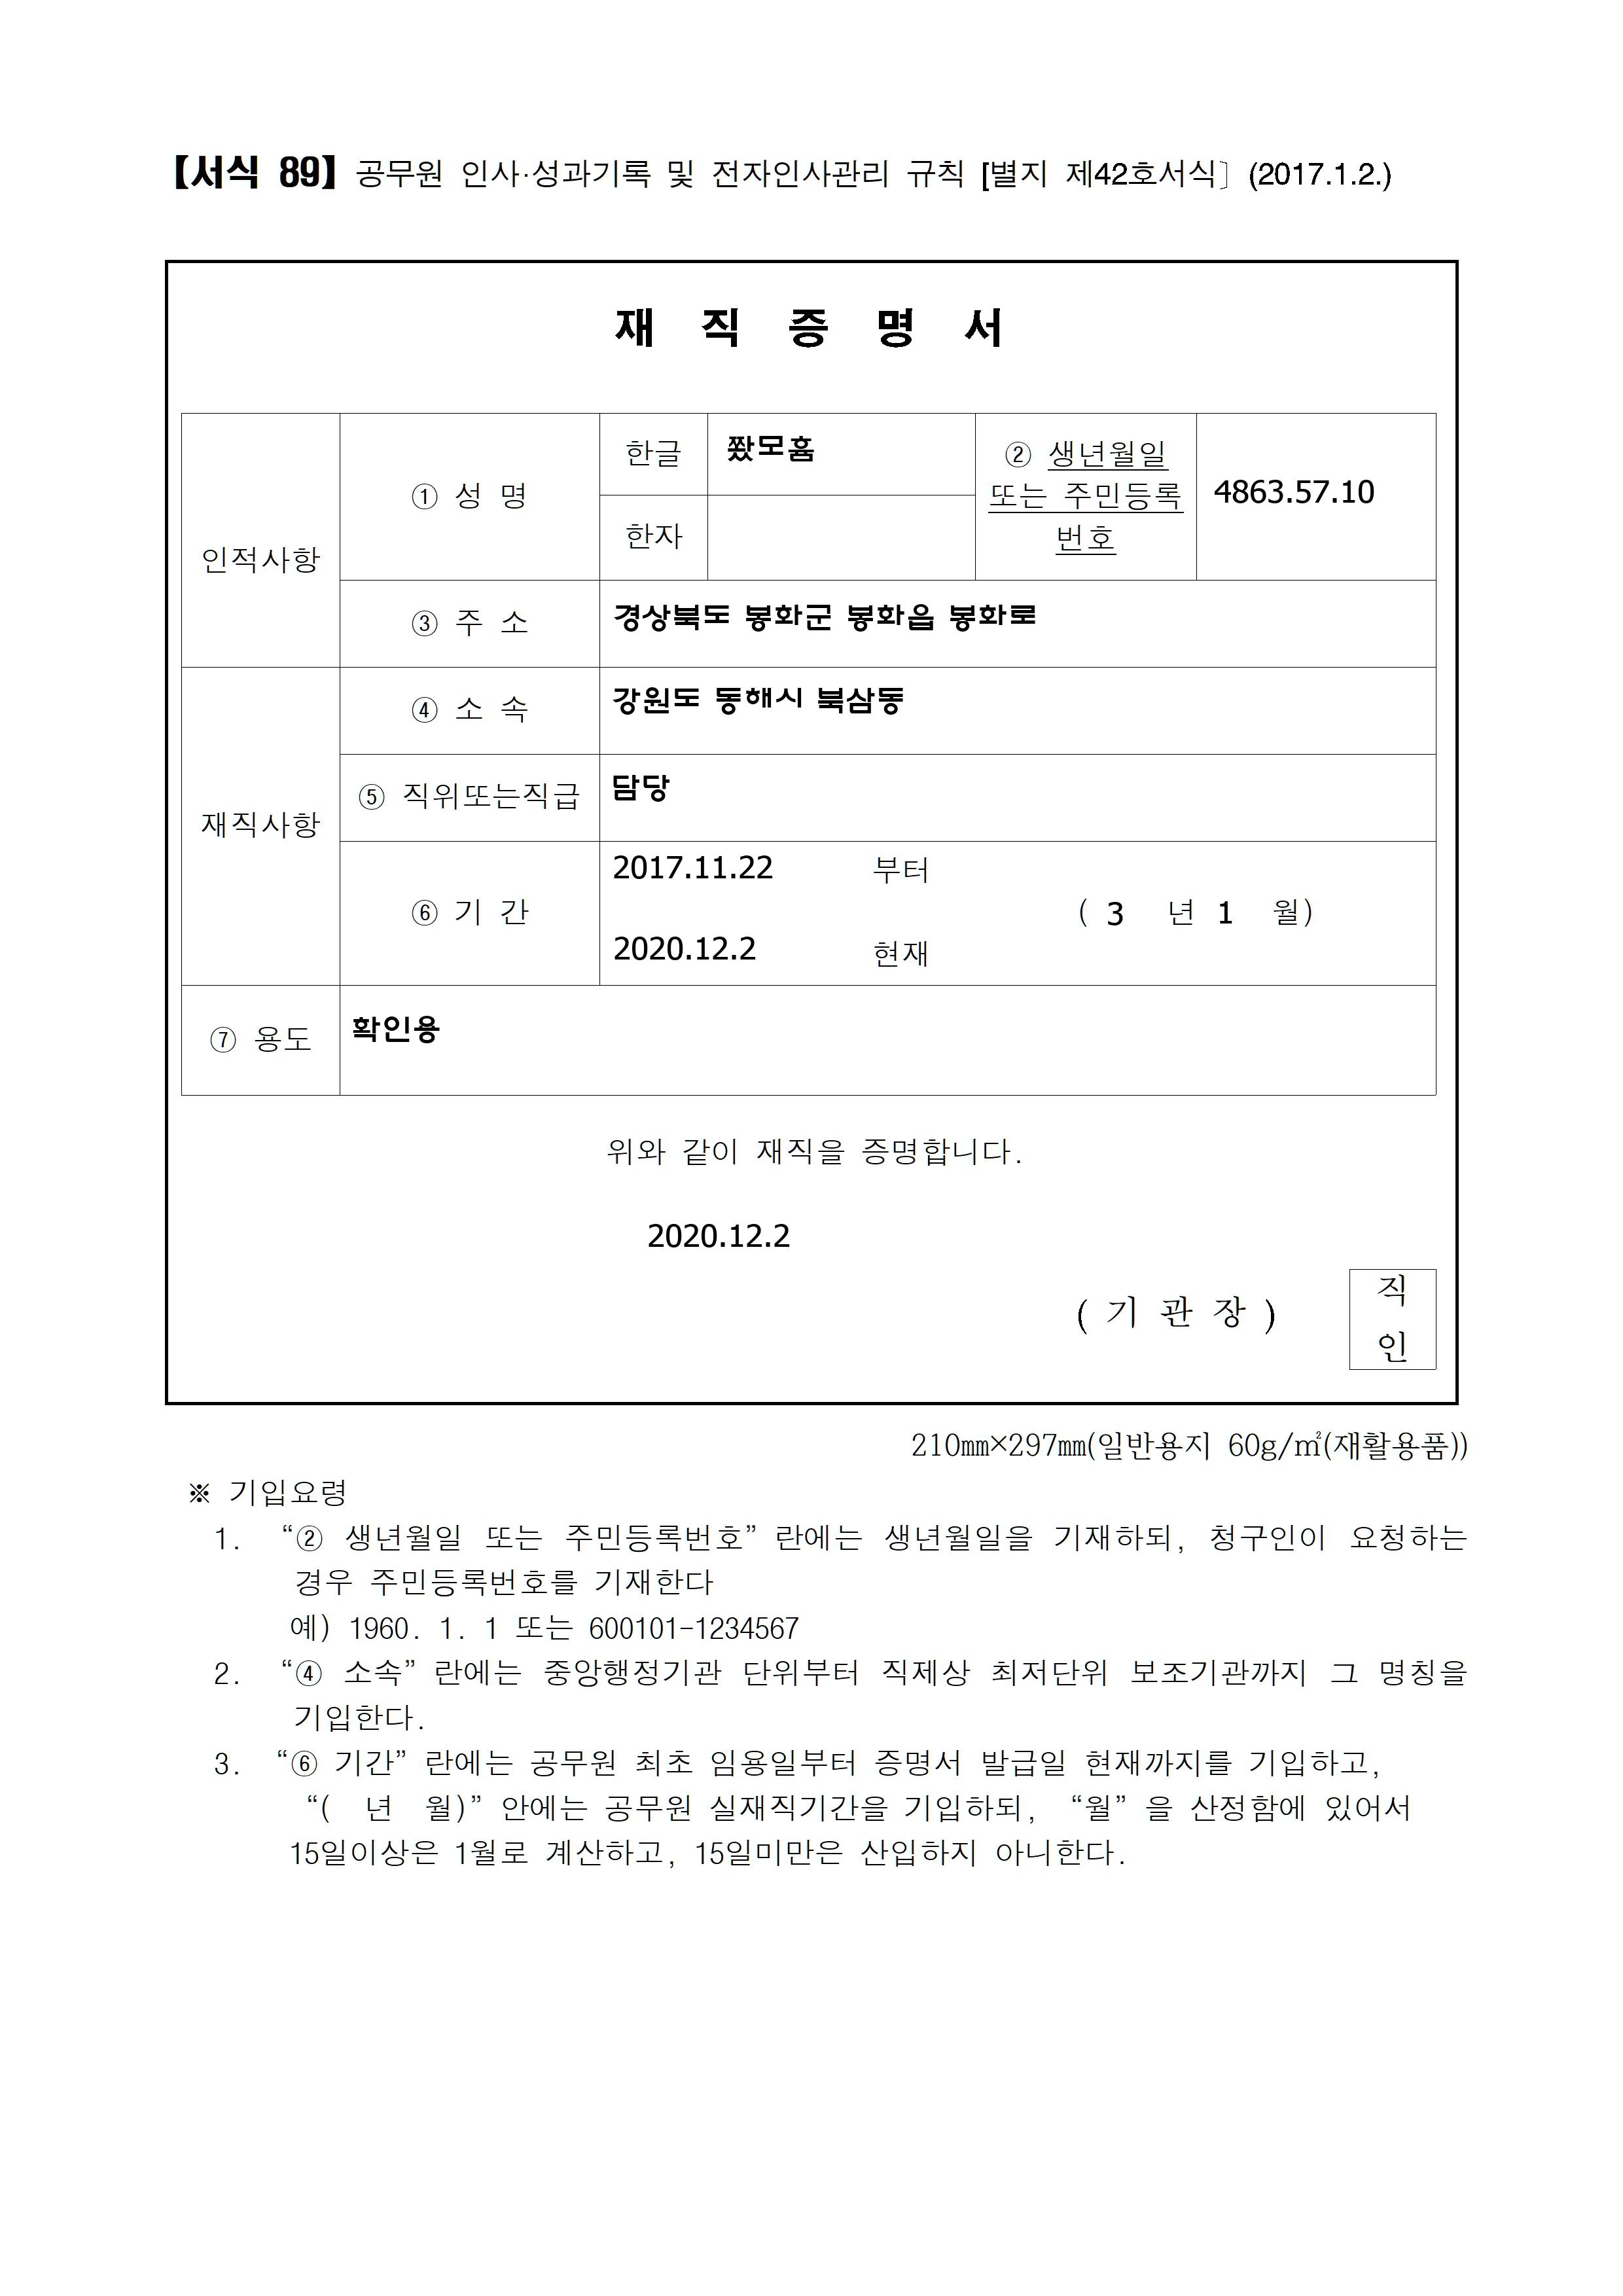 【서식 89】 공무원 인사·성과기록 및 전자인사관리 규칙 [별지 제42호서식〕 (2017.1.2.)
재 직 증 명 서
인적사항
① 성 명
한글
쫬모홈
한자
② 생년월일
또는 주민등록
번호
4863.57.10
③ 주 소
경상북도 봉화군 봉화읍 봉화로
재직사항
④ 소 속
강원도 동해시 북삼동
⑤ 직위또는직급
담당
⑥ 기 간
2017.11.22 부터
( 3 년 1 월)
2020.12.2 현재
⑦ 용도
확인용
위와 같이 재직을 증명합니다.
2020.12.2
( 기 관 장 )
직
인
210㎜×297㎜(일반용지 60g/㎡(재활용품))
※ 기입요령
1. “② 생년월일 또는 주민등록번호” 란에는 생년월일을 기재하되, 청구인이 요청하는
경우 주민등록번호를 기재한다
예) 1960. 1. 1 또는 600101-1234567
2. “④ 소속” 란에는 중앙행정기관 단위부터 직제상 최저단위 보조기관까지 그 명칭을
기입한다.
3. “⑥ 기간” 란에는 공무원 최초 임용일부터 증명서 발급일 현재까지를 기입하고,
“( 년 월)” 안에는 공무원 실재직기간을 기입하되, “월” 을 산정함에 있어서
15일이상은 1월로 계산하고, 15일미만은 산입하지 아니한다.